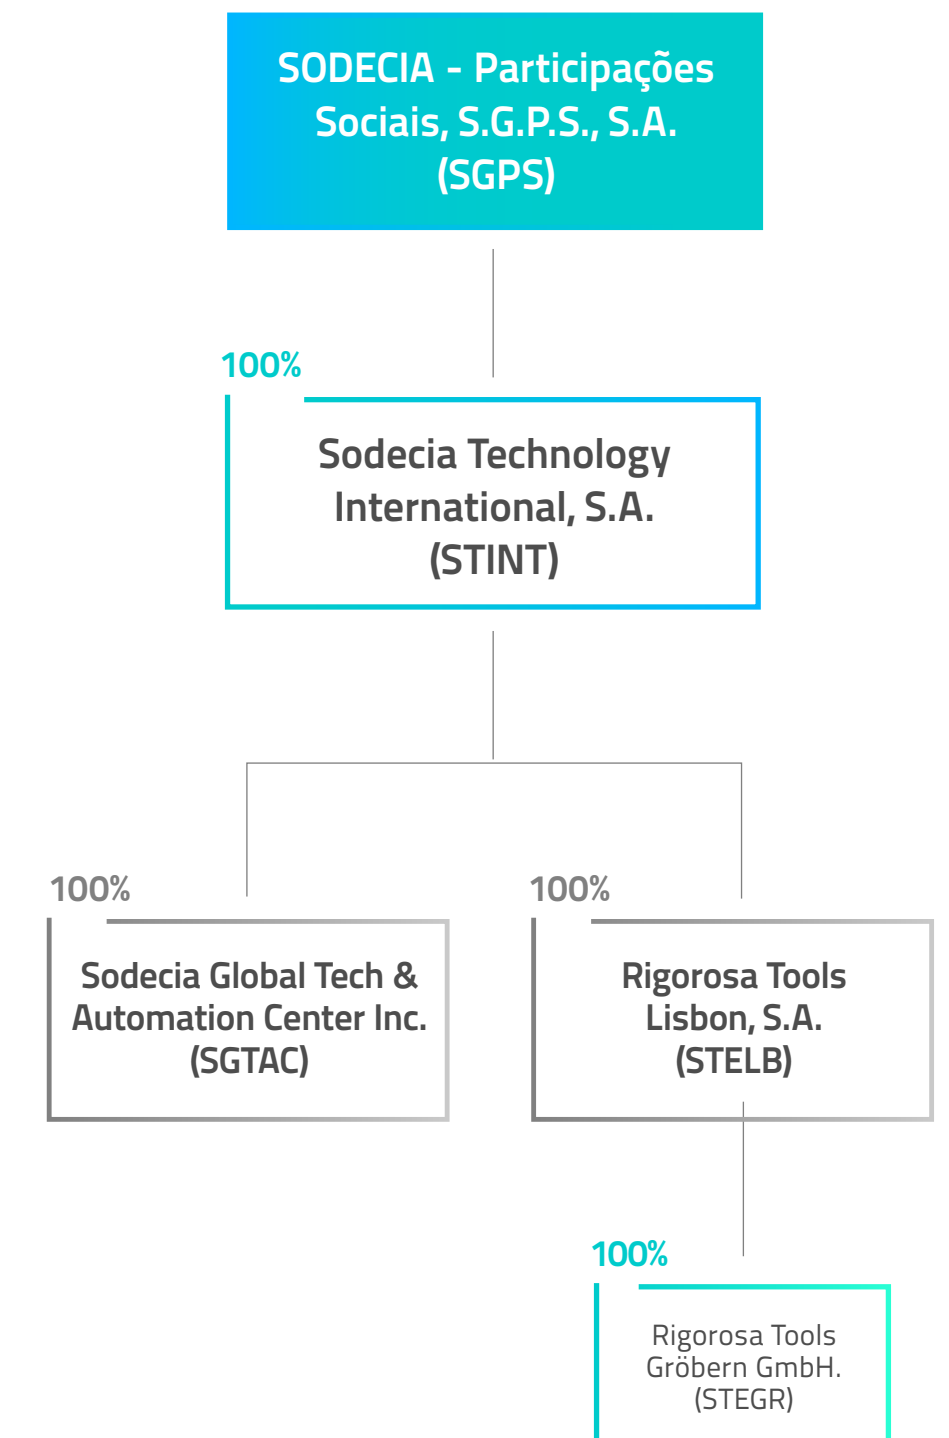 SODECIA - Participações
Sociais, S.G.P.S., S.A.
(SGPS)
100%
Sodecia Technology
International, S.A.
(STINT)
100%
Sodecia Global Tech &
Automation Center Inc.
(SGTAC)
100%
Rigorosa Tools
Lisbon, S.A.
(STELB)
100%
Rigorosa Tools
Gröbern GmbH.
(STEGR)